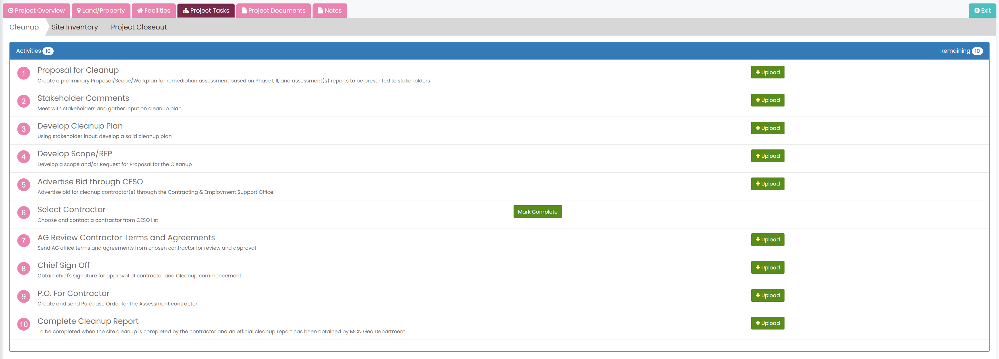 Project Overview Land/Property Facilities Project Tasks Project Documents Notes Exit
Cleanup Site Inventory Project Closeout
Activities 10 Remaining 10
1 Proposal for Cleanup + Upload
Create a preliminary Proposal/Scope/Workplan for remediation assessment based on Phase I, II, and assessment(s) reports to be presented to stakeholders
2 Stakeholder Comments + Upload
Meet with stakeholders and gather input on cleanup plan
3 Develop Cleanup Plan + Upload
Using stakeholder input, develop a solid cleanup plan
4 Develop Scope/RFP + Upload
Develop a scope and/or Request for Proposal for the Cleanup
5 Advertise Bid through CESO + Upload
Advertise bid for cleanup contractor(s) through the Contracting & Employment Support Office.
6 Select Contractor Mark Complete
Choose and contact a contractor from CESO list
7 AG Review Contractor Terms and Agreements + Upload
Send AG office terms and agreements from chosen contractor for review and approval
8 Chief Sign Off + Upload
Obtain chief's signature for approval of contractor and Cleanup commencement.
9 P.O. For Contractor + Upload
Create and send Purchase Order for the Assessment contractor
10 Complete Cleanup Report + Upload
To be completed when the site cleanup is completed by the contractor and an official cleanup report has been obtained by MCN Geo Department.